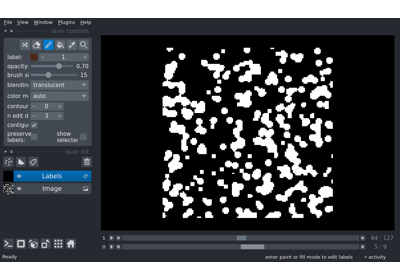 File View Window Plugins Help
layer controls
label: 1
opacity: 0.70
brush si 15
blending translucent
color m auto
contour 0
n edit d 3
contigu
preserve labels:
show selected
layer list
Labels
Image
1 64 127
0 5 9
Ready enter paint or fill mode to edit labels activity